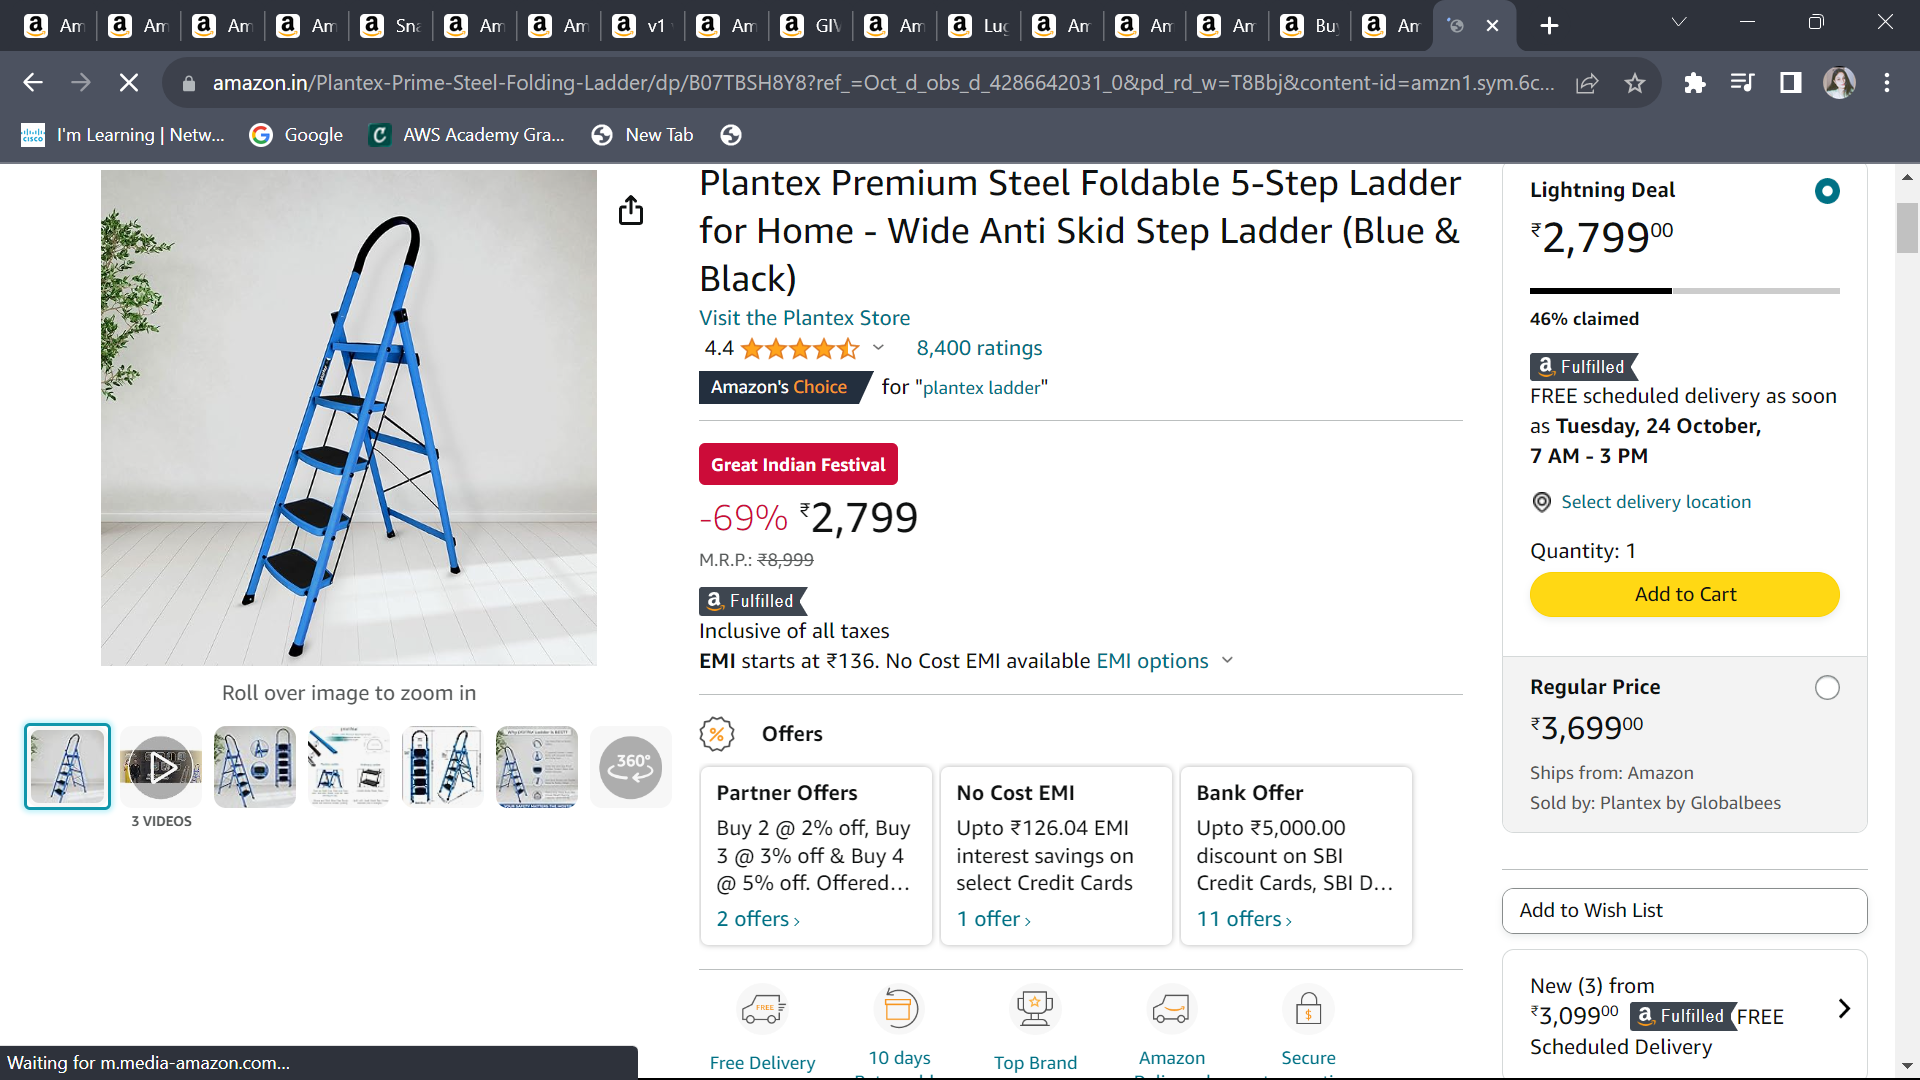 Am
Am
Am
Am
Sna
Am
Am
v1
Am
GIV
Am
Lug
Am
Am
Am
Buy
Am
amazon.in/Plantex-Prime-Steel-Folding-Ladder/dp/B07TBSH8Y8?ref_=Oct_d_obs_d_4286642031_0&pd_rd_w=T8Bbj&content-id=amzn1.sym.6c...
I'm Learning | Netw...
Google
AWS Academy Gra...
New Tab
Plantex Premium Steel Foldable 5-Step Ladder
for Home - Wide Anti Skid Step Ladder (Blue &
Black)
Visit the Plantex Store
4.4
8,400 ratings
Amazon's Choice for "plantex ladder"
Great Indian Festival
-69% ₹2,799
M.R.P.: ₹8,999
a Fulfilled
Inclusive of all taxes
EMI starts at ₹136. No Cost EMI available EMI options
Roll over image to zoom in
3 VIDEOS
360°
Offers
Partner Offers
Buy 2 @ 2% off, Buy
3 @ 3% off & Buy 4
@ 5% off. Offered...
2 offers ›
No Cost EMI
Upto ₹126.04 EMI
interest savings on
select Credit Cards
1 offer ›
Bank Offer
Upto ₹5,000.00
discount on SBI
Credit Cards, SBI D...
11 offers ›
FREE
Free Delivery
10 days
Top Brand
Amazon
Secure
Lightning Deal
₹2,79900
46% claimed
a Fulfilled
FREE scheduled delivery as soon
as Tuesday, 24 October,
7 AM - 3 PM
Select delivery location
Quantity: 1
Add to Cart
Regular Price
₹3,69900
Ships from: Amazon
Sold by: Plantex by Globalbees
Add to Wish List
New (3) from
₹3,09900 a Fulfilled FREE
Scheduled Delivery
Waiting for m.media-amazon.com...